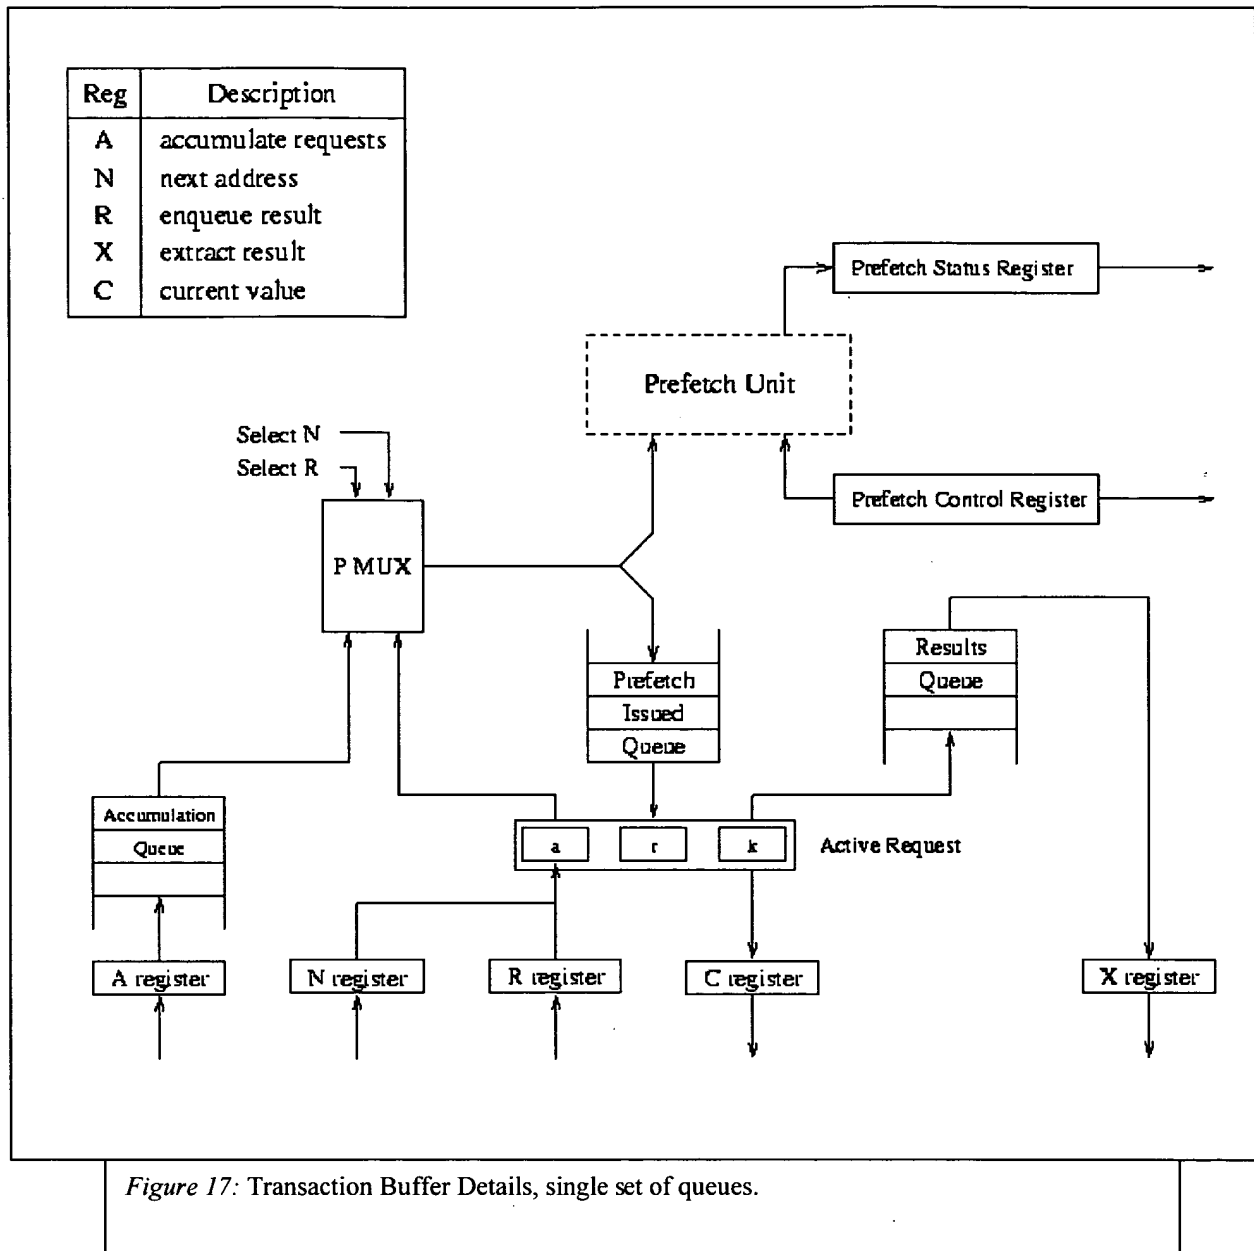 Reg Description
A accumulate requests
N next address
R enqueue result
X extract result
C current value
Prefetch Status Register
Prefetch Unit
Select N
Select R
Prefetch Control Register
P MUX
Results
Queue
Prefetch
Issued
Queue
Accumulation
Queue
a r k Active Request
A register N register R register C register X register
Figure 17: Transaction Buffer Details, single set of queues.